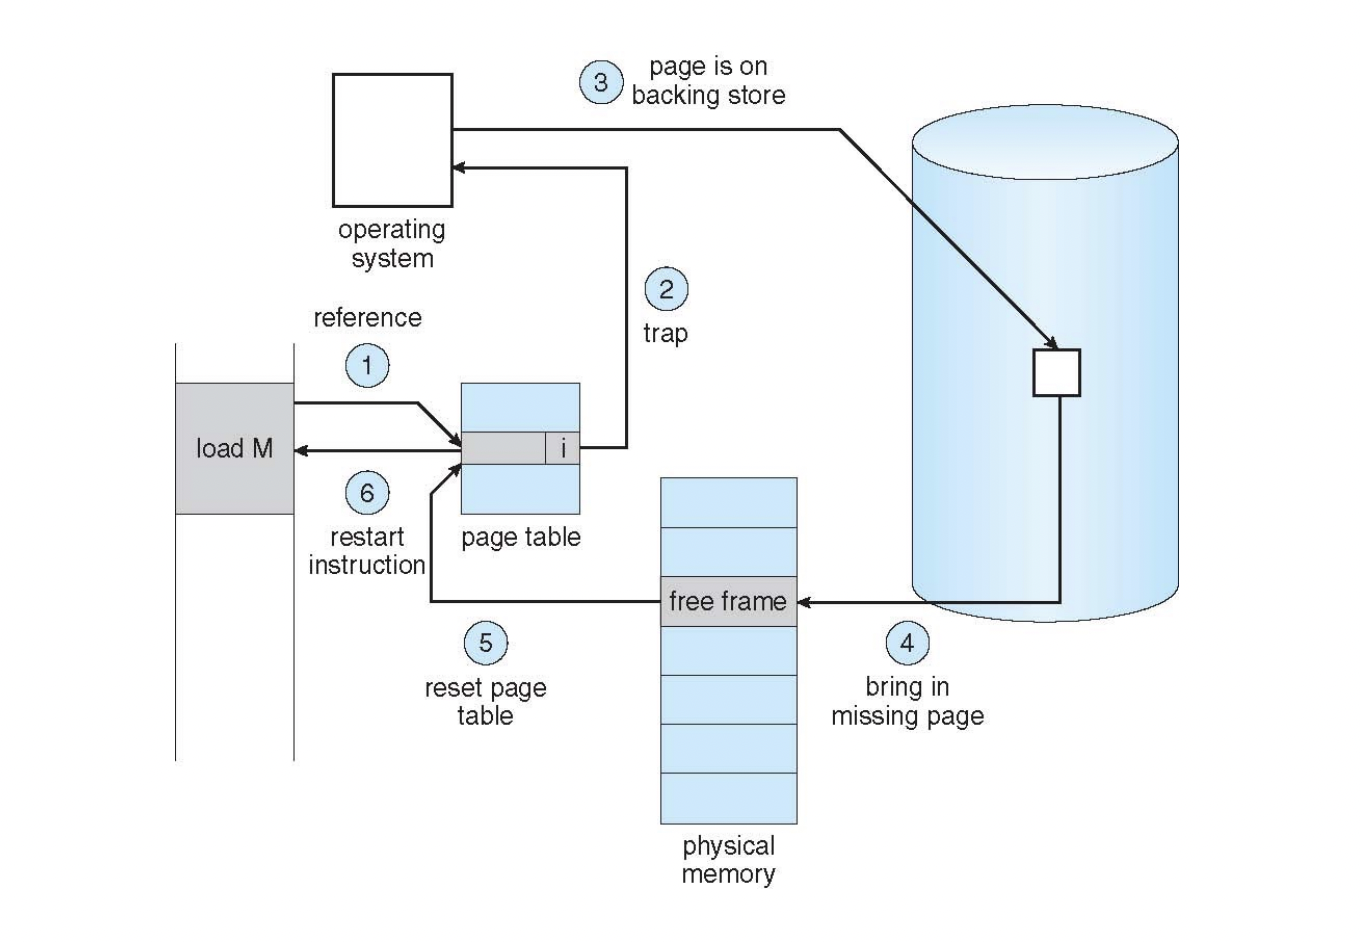 3
page is on
backing store
operating
system
2
trap
reference
1
load M
i
6
restart
instruction
page table
free frame
5
reset page
table
4
bring in
missing page
physical
memory